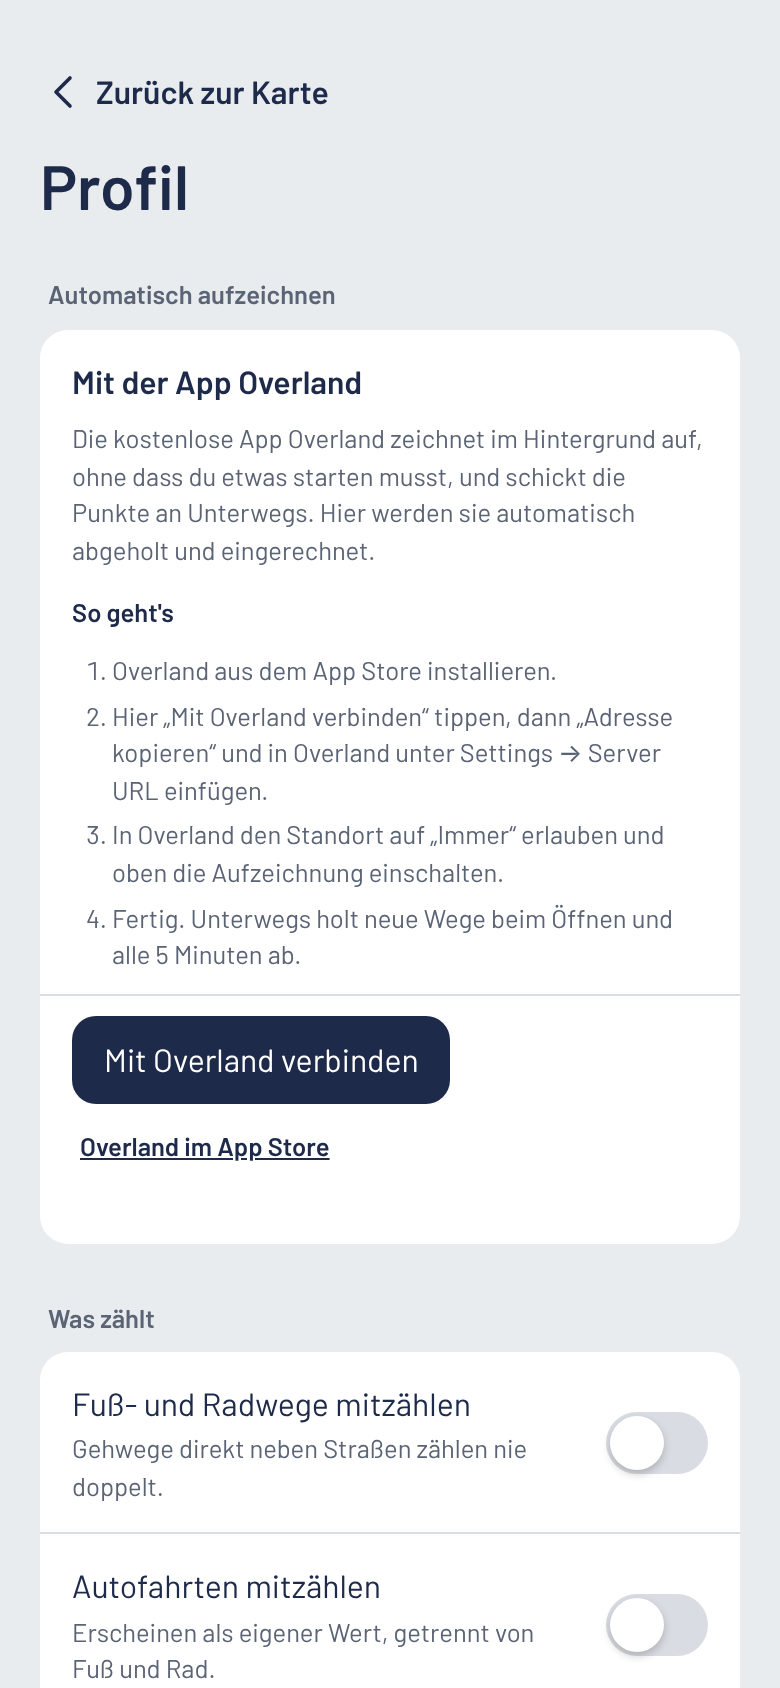 Zurück zur Karte
Profil
Automatisch aufzeichnen
Mit der App Overland
Die kostenlose App Overland zeichnet im Hintergrund auf,
ohne dass du etwas starten musst, und schickt die
Punkte an Unterwegs. Hier werden sie automatisch
abgeholt und eingerechnet.
So geht's
1. Overland aus dem App Store installieren.
2. Hier „Mit Overland verbinden“ tippen, dann „Adresse
kopieren“ und in Overland unter Settings → Server
URL einfügen.
3. In Overland den Standort auf „Immer“ erlauben und
oben die Aufzeichnung einschalten.
4. Fertig. Unterwegs holt neue Wege beim Öffnen und
alle 5 Minuten ab.
Mit Overland verbinden
Overland im App Store
Was zählt
Fuß- und Radwege mitzählen
Gehwege direkt neben Straßen zählen nie
doppelt.
Autofahrten mitzählen
Erscheinen als eigener Wert, getrennt von
Fuß und Rad.